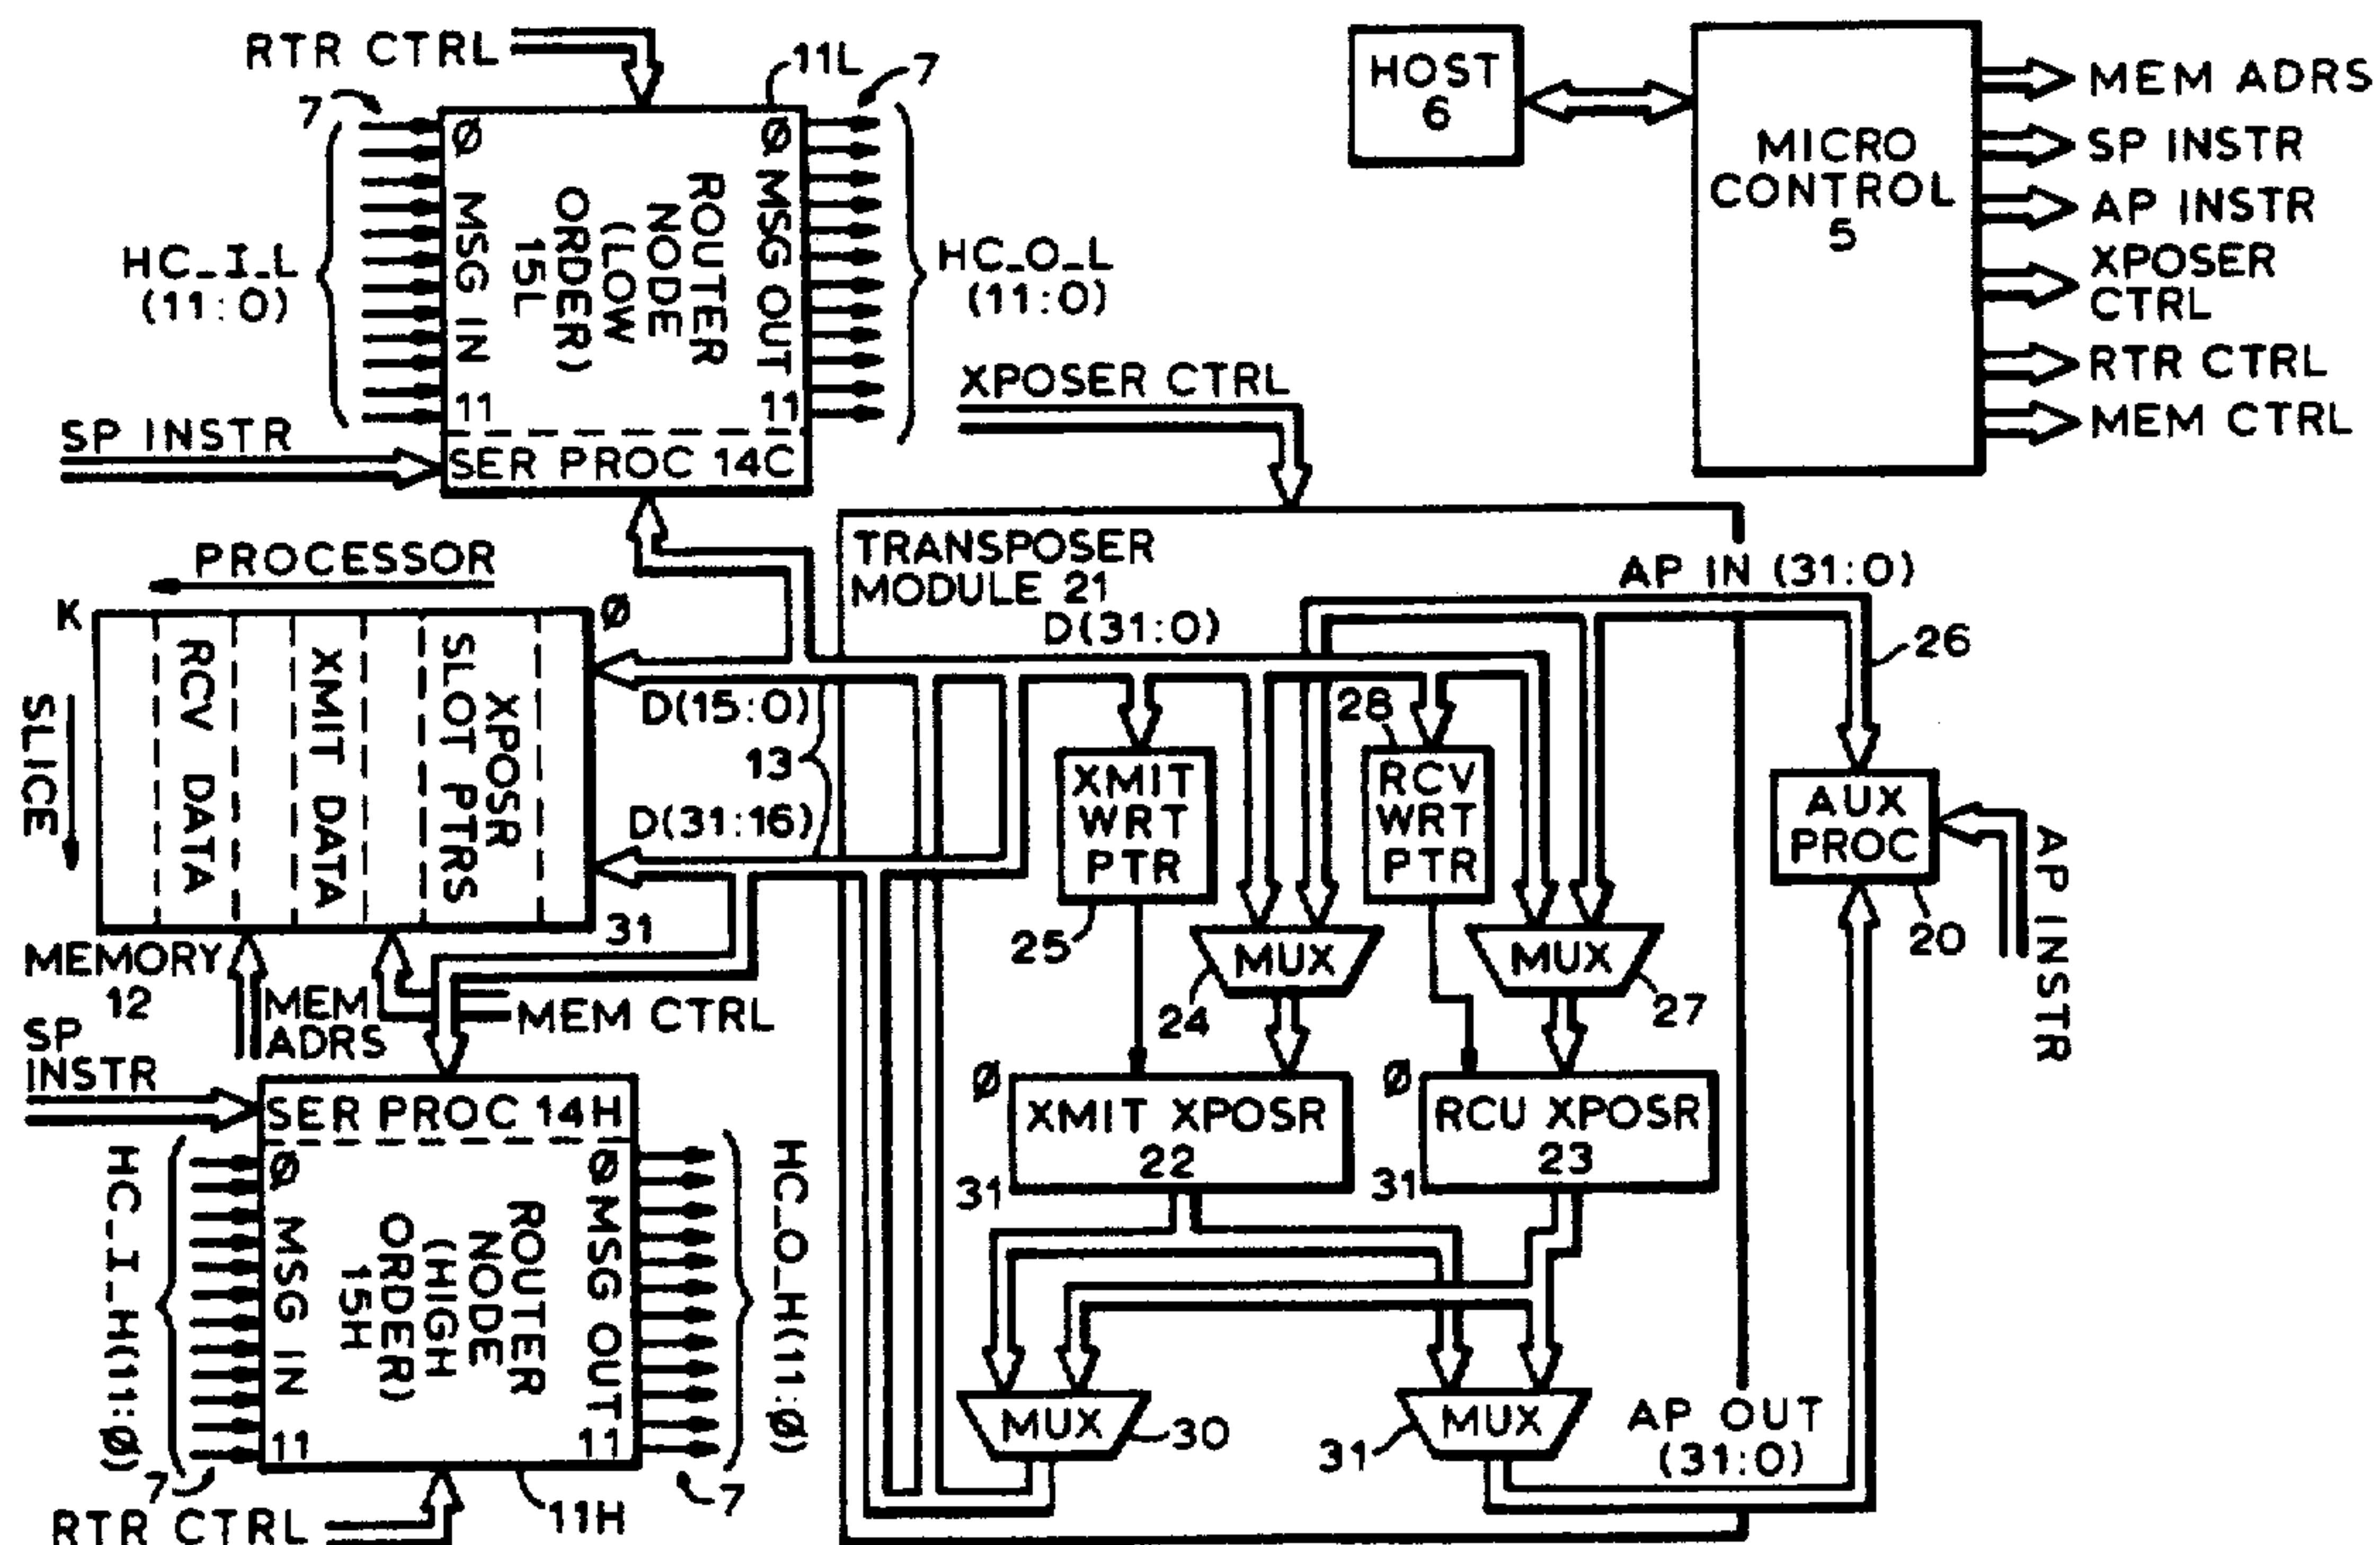 RTR CTRL
11L
7
7
Ø
Ø
MSG IN
ROUTER
NODE
(LOW
ORDER)
15L
MSG OUT
HC_I_L
(11:0)
HC_O_L
(11:0)
11
11
SP INSTR
SER PROC 14C
HOST
6
MICRO
CONTROL
5
MEM ADRS
SP INSTR
AP INSTR
XPOSER
CTRL
RTR CTRL
MEM CTRL
XPOSER CTRL
TRANSPOSER
MODULE 21
D(31:0)
AP IN (31:0)
26
PROCESSOR
K
Ø
SLICE
RCV DATA
XMIT DATA
XPOSR
SLOT PTRS
31
MEMORY
12
MEM
ADRS
MEM CTRL
D(15:0)
13
D(31:16)
XMIT
WRT
PTR
25
28
RCV
WRT
PTR
MUX
24
MUX
27
AUX
PROC
20
AP INSTR
Ø
XMIT XPOSR
22
31
Ø
RCU XPOSR
23
31
MUX
30
MUX
31
AP OUT
(31:0)
SP
INSTR
SER PROC 14H
Ø
Ø
HC_I_H(11:Ø)
MSG IN
ROUTER
NODE
(HIGH
ORDER)
15H
MSG OUT
HC_O_H(11:Ø)
11
11
7
7
RTR CTRL
11H